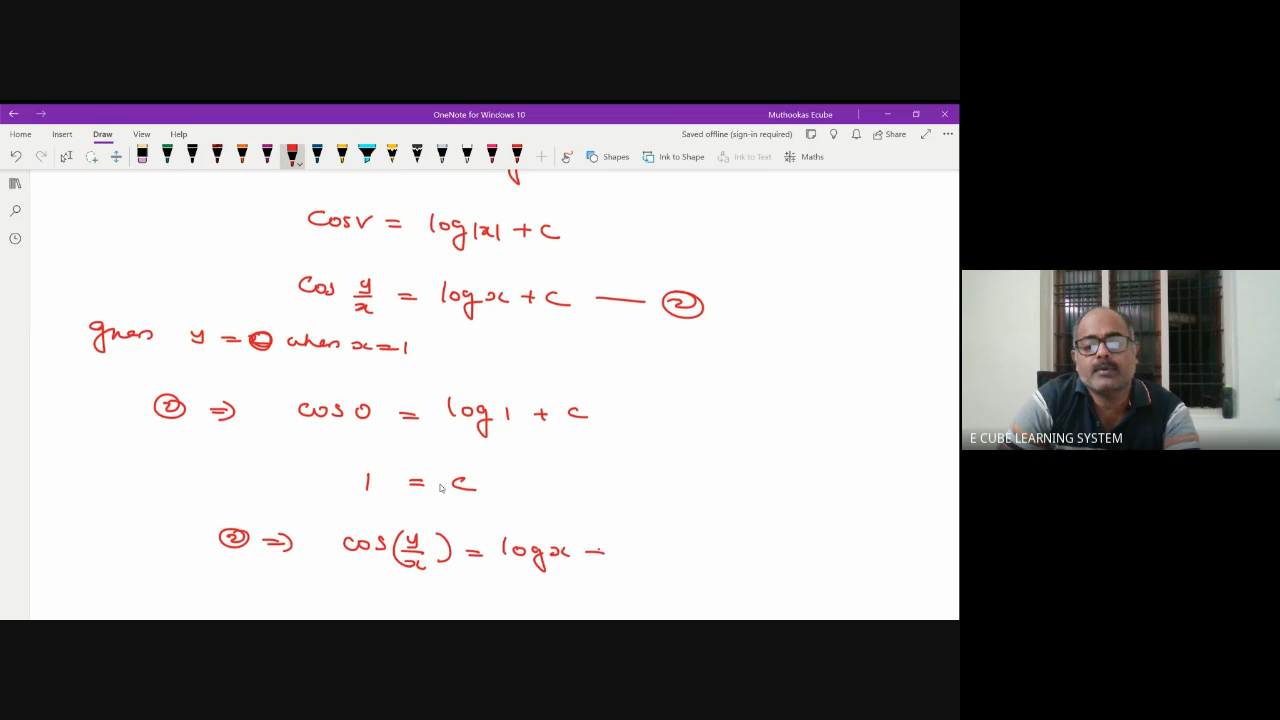 OneNote for Windows 10
Muthookas Ecube
Home Insert Draw View Help
Saved offline (sign-in required) Share
Shapes Ink to Shape Ink to Text Maths
Cos v = log |x| + c
Cos y/x = log x + c —— ②
given y = 0 when x = 1
② ⇒ cos 0 = log 1 + c
1 = c
② ⇒ cos(y/x) = log x −
E CUBE LEARNING SYSTEM